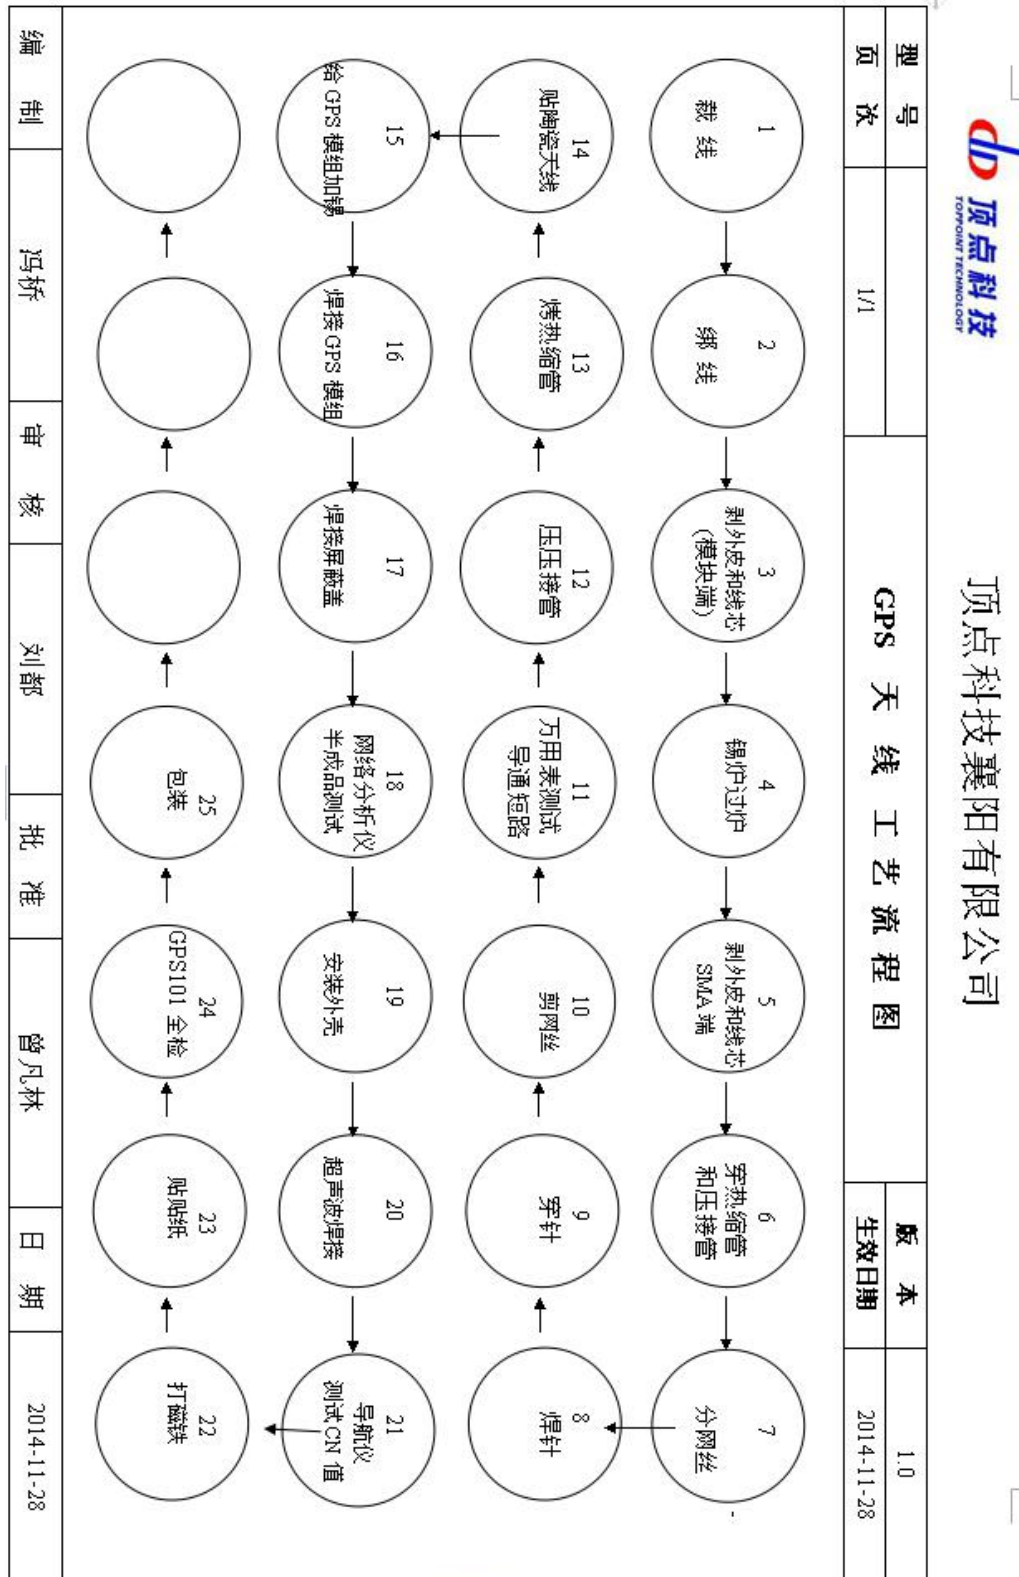 顶点科技
TOPPOINT TECHNOLOGY
顶点科技襄阳有限公司
型 号
GPS 天 线 工 艺 流 程 图
版 本
1.0
页 次
1/1
生效日期
2014-11-28
1
裁 线
2
绑 线
3
剥外皮和线芯
(模块端)
4
锡炉过炉
5
剥外皮和线芯
SMA 端
6
穿热缩管
和压接管
7
分网丝
8
焊针
9
穿针
10
剪网丝
11
万用表测试
导通短路
12
压压接管
13
烤热缩管
14
贴陶瓷天线
15
给 GPS 模组加锡
16
焊接 GPS 模组
17
焊接屏蔽盖
18
网络分析仪
半成品测试
19
安装外壳
20
超声波焊接
21
导航仪
测试 CN 值
22
打磁铁
23
贴贴纸
24
GPS101 全检
25
包装
编 制
冯桥
审 核
刘都
批 准
曾凡林
日 期
2014-11-28